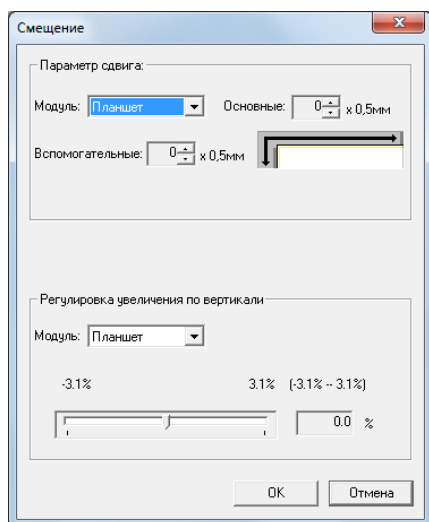 Смещение
Параметр сдвига:
Модуль: Планшет Основные: 0 x 0,5мм
Вспомогательные: 0 x 0,5мм
Регулировка увеличения по вертикали
Модуль: Планшет
-3.1% 3.1% (-3.1% -- 3.1%)
0.0 %
OK Отмена